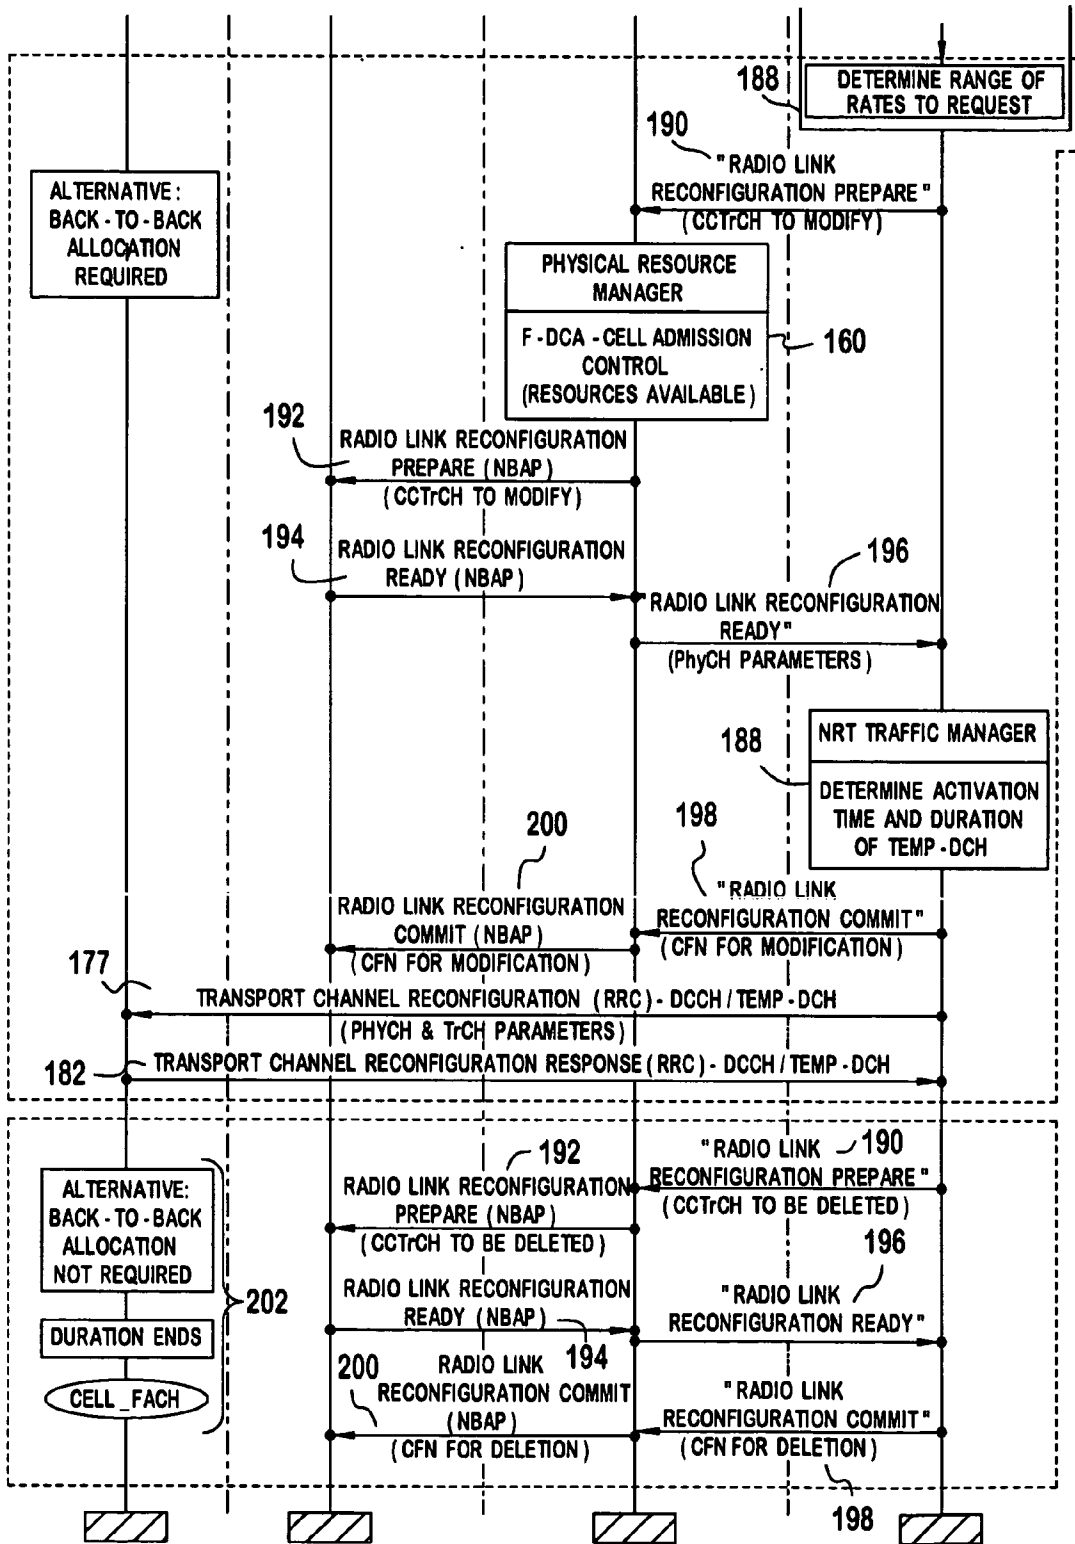 188
DETERMINE RANGE OF
RATES TO REQUEST
190
"RADIO LINK
RECONFIGURATION PREPARE"
(CCTrCH TO MODIFY)
ALTERNATIVE:
BACK-TO-BACK
ALLOCATION
REQUIRED
PHYSICAL RESOURCE
MANAGER
F-DCA-CELL ADMISSION
CONTROL
(RESOURCES AVAILABLE)
160
192
RADIO LINK RECONFIGURATION
PREPARE (NBAP)
(CCTrCH TO MODIFY)
194
RADIO LINK RECONFIGURATION
READY (NBAP)
196
"RADIO LINK RECONFIGURATION
READY"
(PhyCH PARAMETERS)
188
NRT TRAFFIC MANAGER
DETERMINE ACTIVATION
TIME AND DURATION
OF TEMP-DCH
198
"RADIO LINK
RECONFIGURATION COMMIT"
(CFN FOR MODIFICATION)
200
RADIO LINK RECONFIGURATION
COMMIT (NBAP)
(CFN FOR MODIFICATION)
177
TRANSPORT CHANNEL RECONFIGURATION (RRC)-DCCH/TEMP-DCH
(PHYCH & TrCH PARAMETERS)
182
TRANSPORT CHANNEL RECONFIGURATION RESPONSE(RRC)-DCCH/TEMP-DCH
"RADIO LINK
190
RECONFIGURATION PREPARE"
(CCTrCH TO BE DELETED)
192
RADIO LINK RECONFIGURATION
PREPARE (NBAP)
(CCTrCH TO BE DELETED)
ALTERNATIVE:
BACK-TO-BACK
ALLOCATION
NOT REQUIRED
DURATION ENDS
CELL_FACH
202
RADIO LINK RECONFIGURATION
READY (NBAP)
194
196
"RADIO LINK
RECONFIGURATION READY"
200
RADIO LINK
RECONFIGURATION COMMIT
(NBAP)
(CFN FOR DELETION)
"RADIO LINK
RECONFIGURATION COMMIT"
(CFN FOR DELETION)
198